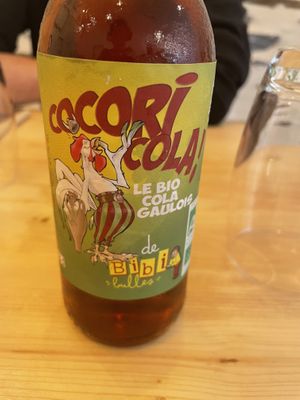 COCORI
COLA!
LE BIO
COLA
GAULOIS
de
Bibi
bulles